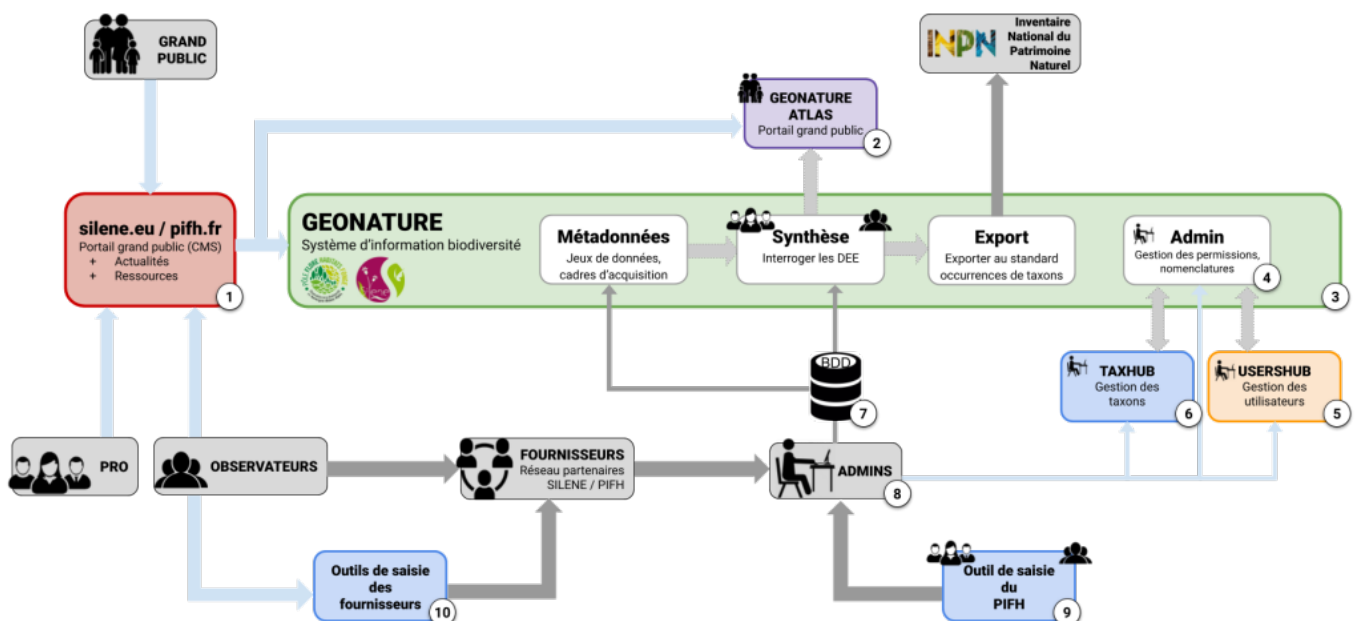 GRAND
PUBLIC
INPN
Inventaire
National du
Patrimoine
Naturel
GEONATURE
ATLAS
Portail grand public
2
silene.eu / pifh.fr
Portail grand public (CMS)
+ Actualités
+ Ressources
1
GEONATURE
Système d'information biodiversité
Métadonnées
Jeux de données,
cadres d'acquisition
Synthèse
Interroger les DEE
Export
Exporter au standard
occurrences de taxons
Admin
Gestion des permissions,
nomenclatures
4
3
BDD
7
TAXHUB
Gestion des
taxons
6
USERSHUB
Gestion des
utilisateurs
5
PRO
OBSERVATEURS
FOURNISSEURS
Réseau partenaires
SILENE / PIFH
ADMINS
8
Outils de saisie
des
fournisseurs
10
Outil de saisie
du
PIFH
9